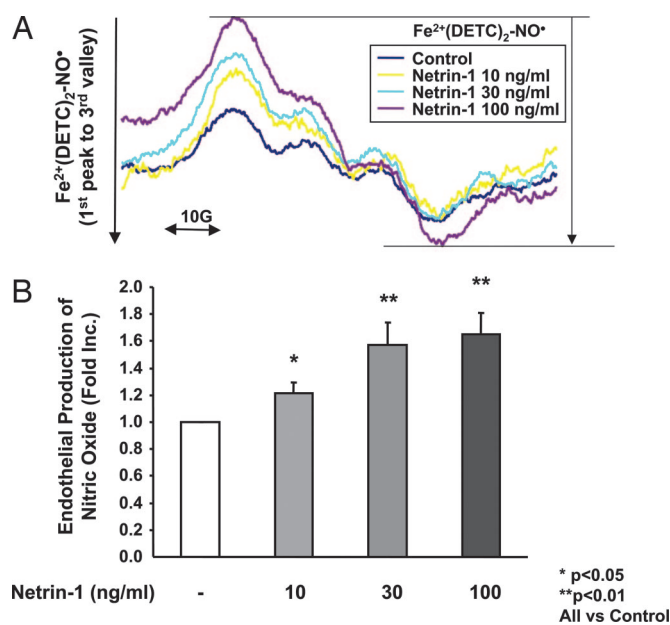 A
Fe²⁺(DETC)₂-NO•
(1st peak to 3rd valley)
Fe²⁺(DETC)₂-NO•
Control
Netrin-1 10 ng/ml
Netrin-1 30 ng/ml
Netrin-1 100 ng/ml
10G
B
Endothelial Production of
Nitric Oxide (Fold Inc.)
1.8
1.6
1.4
1.2
1.0
0.8
0.6
0.4
0.2
0.0
*
**
**
Netrin-1 (ng/ml) - 10 30 100
* p<0.05
**p<0.01
All vs Control